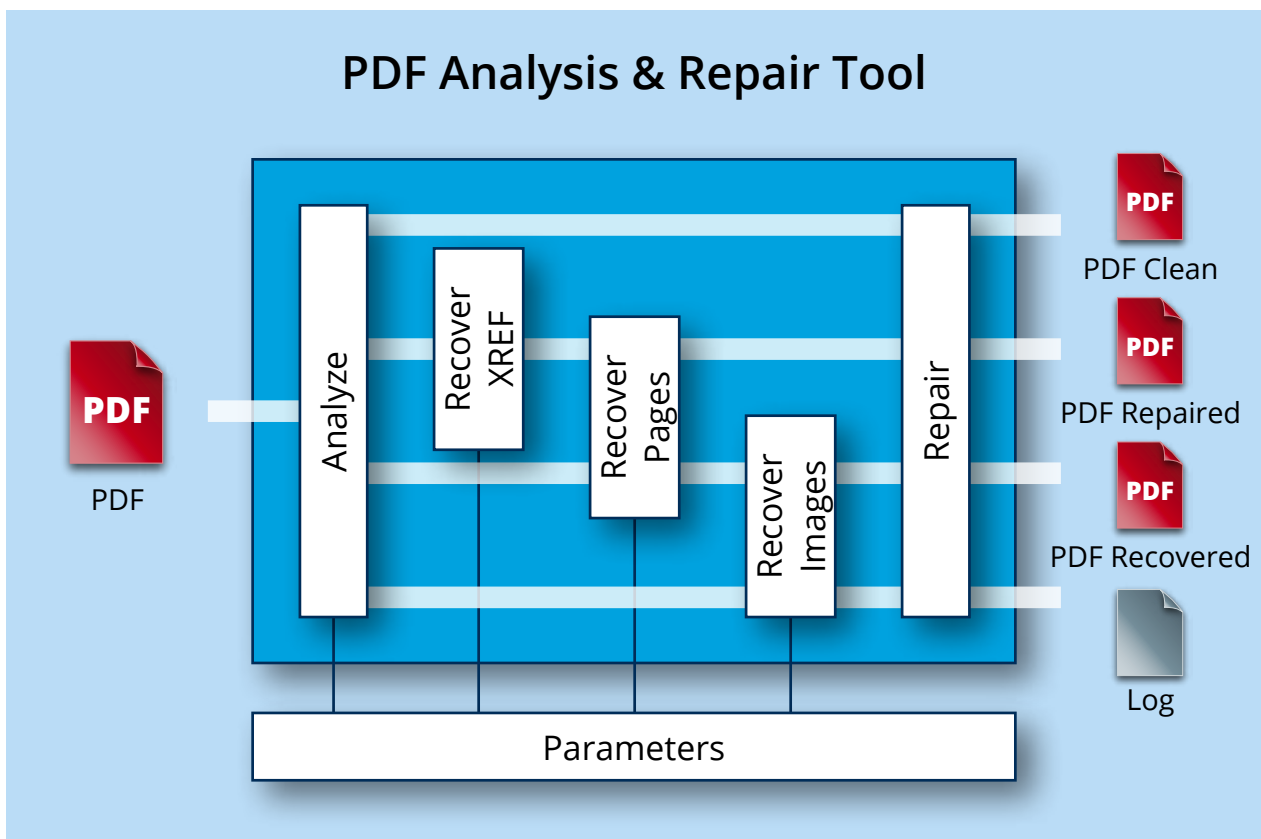 PDF Analysis & Repair Tool
PDF
PDF
Analyze
Recover
XREF
Recover
Pages
Recover
Images
Repair
PDF
PDF Clean
PDF
PDF Repaired
PDF
PDF Recovered
Log
Parameters